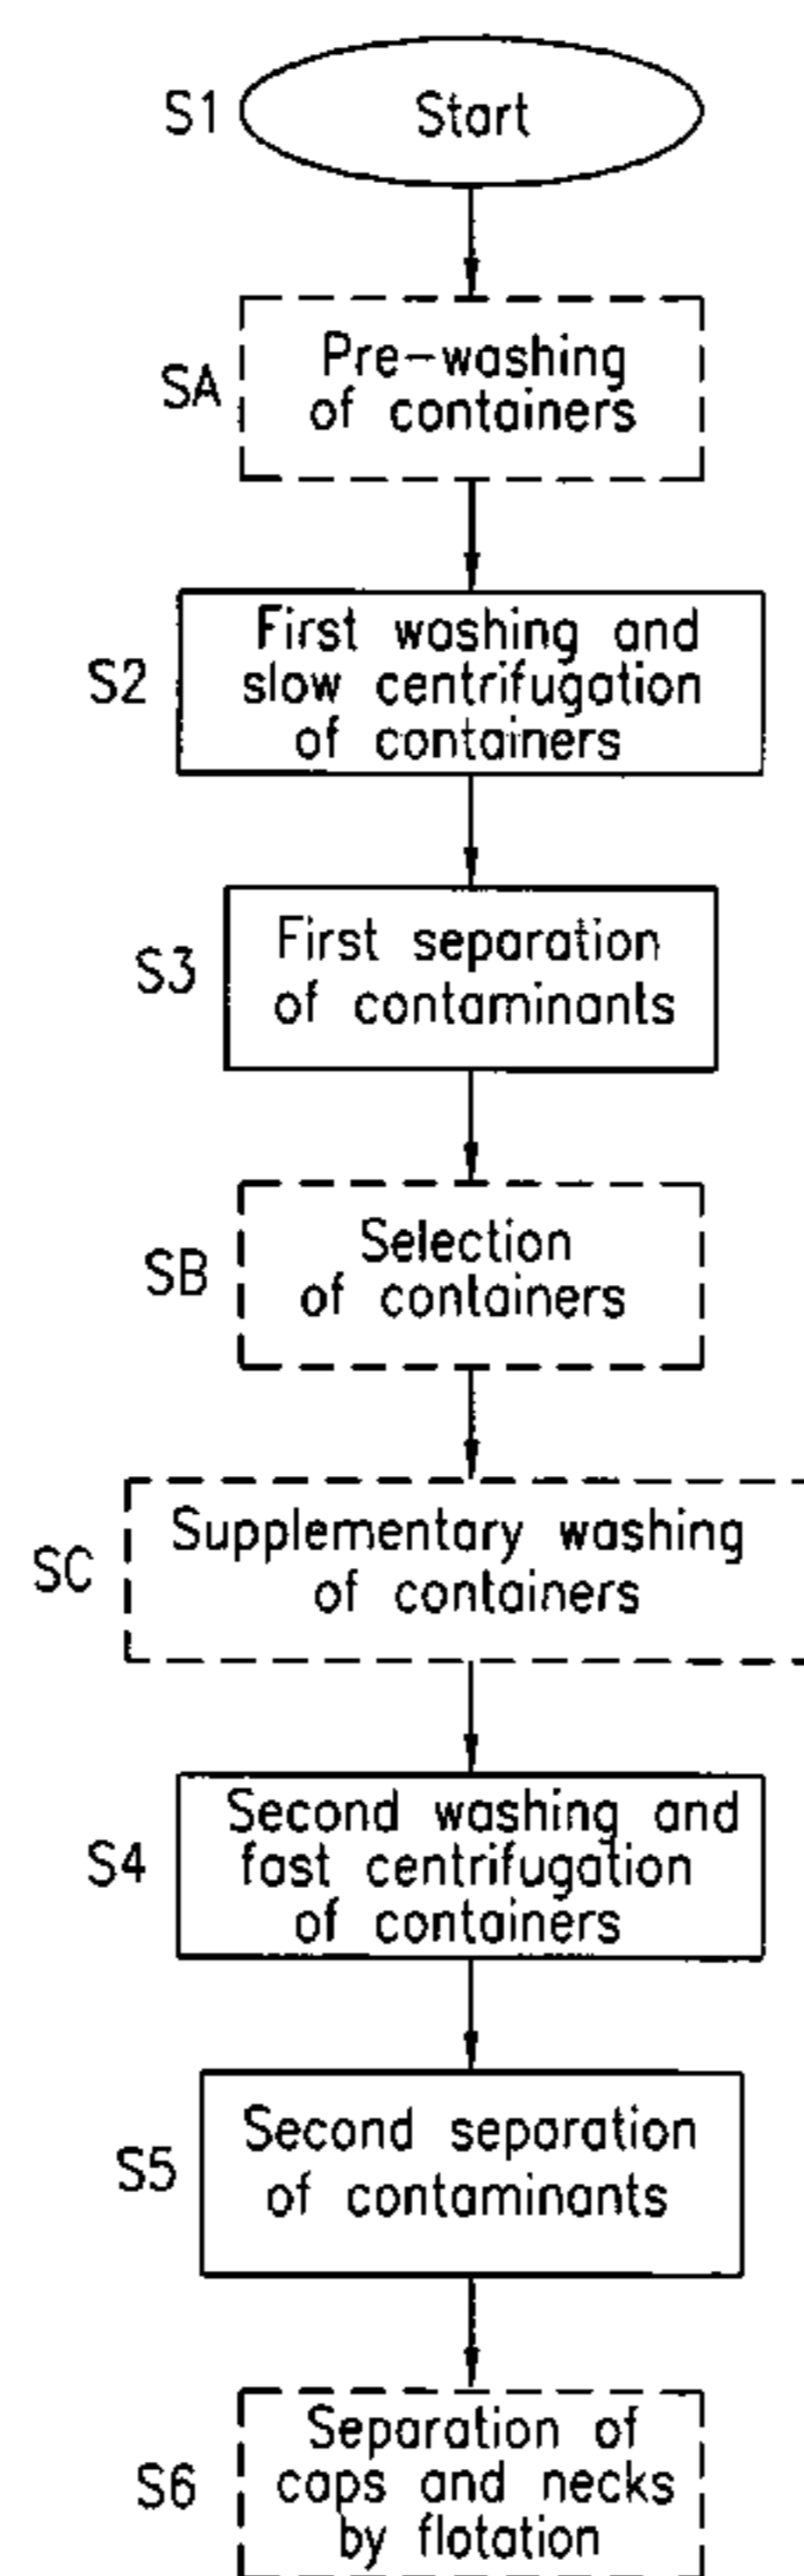 S1
Start
SA
Pre-washing
of containers
S2
First washing and
slow centrifugation
of containers
S3
First separation
of contaminants
SB
Selection
of containers
SC
Supplementary washing
of containers
S4
Second washing and
fast centrifugation
of containers
S5
Second separation
of contaminants
S6
Separation of
caps and necks
by flotation